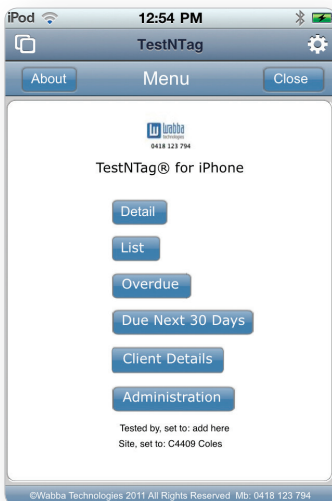 iPod 12:54 PM
TestNTag
About Menu Close
wabba
technologies
0418 123 794
TestNTag® for iPhone
Detail
List
Overdue
Due Next 30 Days
Client Details
Administration
Tested by, set to: add here
Site, set to: C4409 Coles
©Wabba Technologies 2011 All Rights Reserved Mb: 0418 123 794